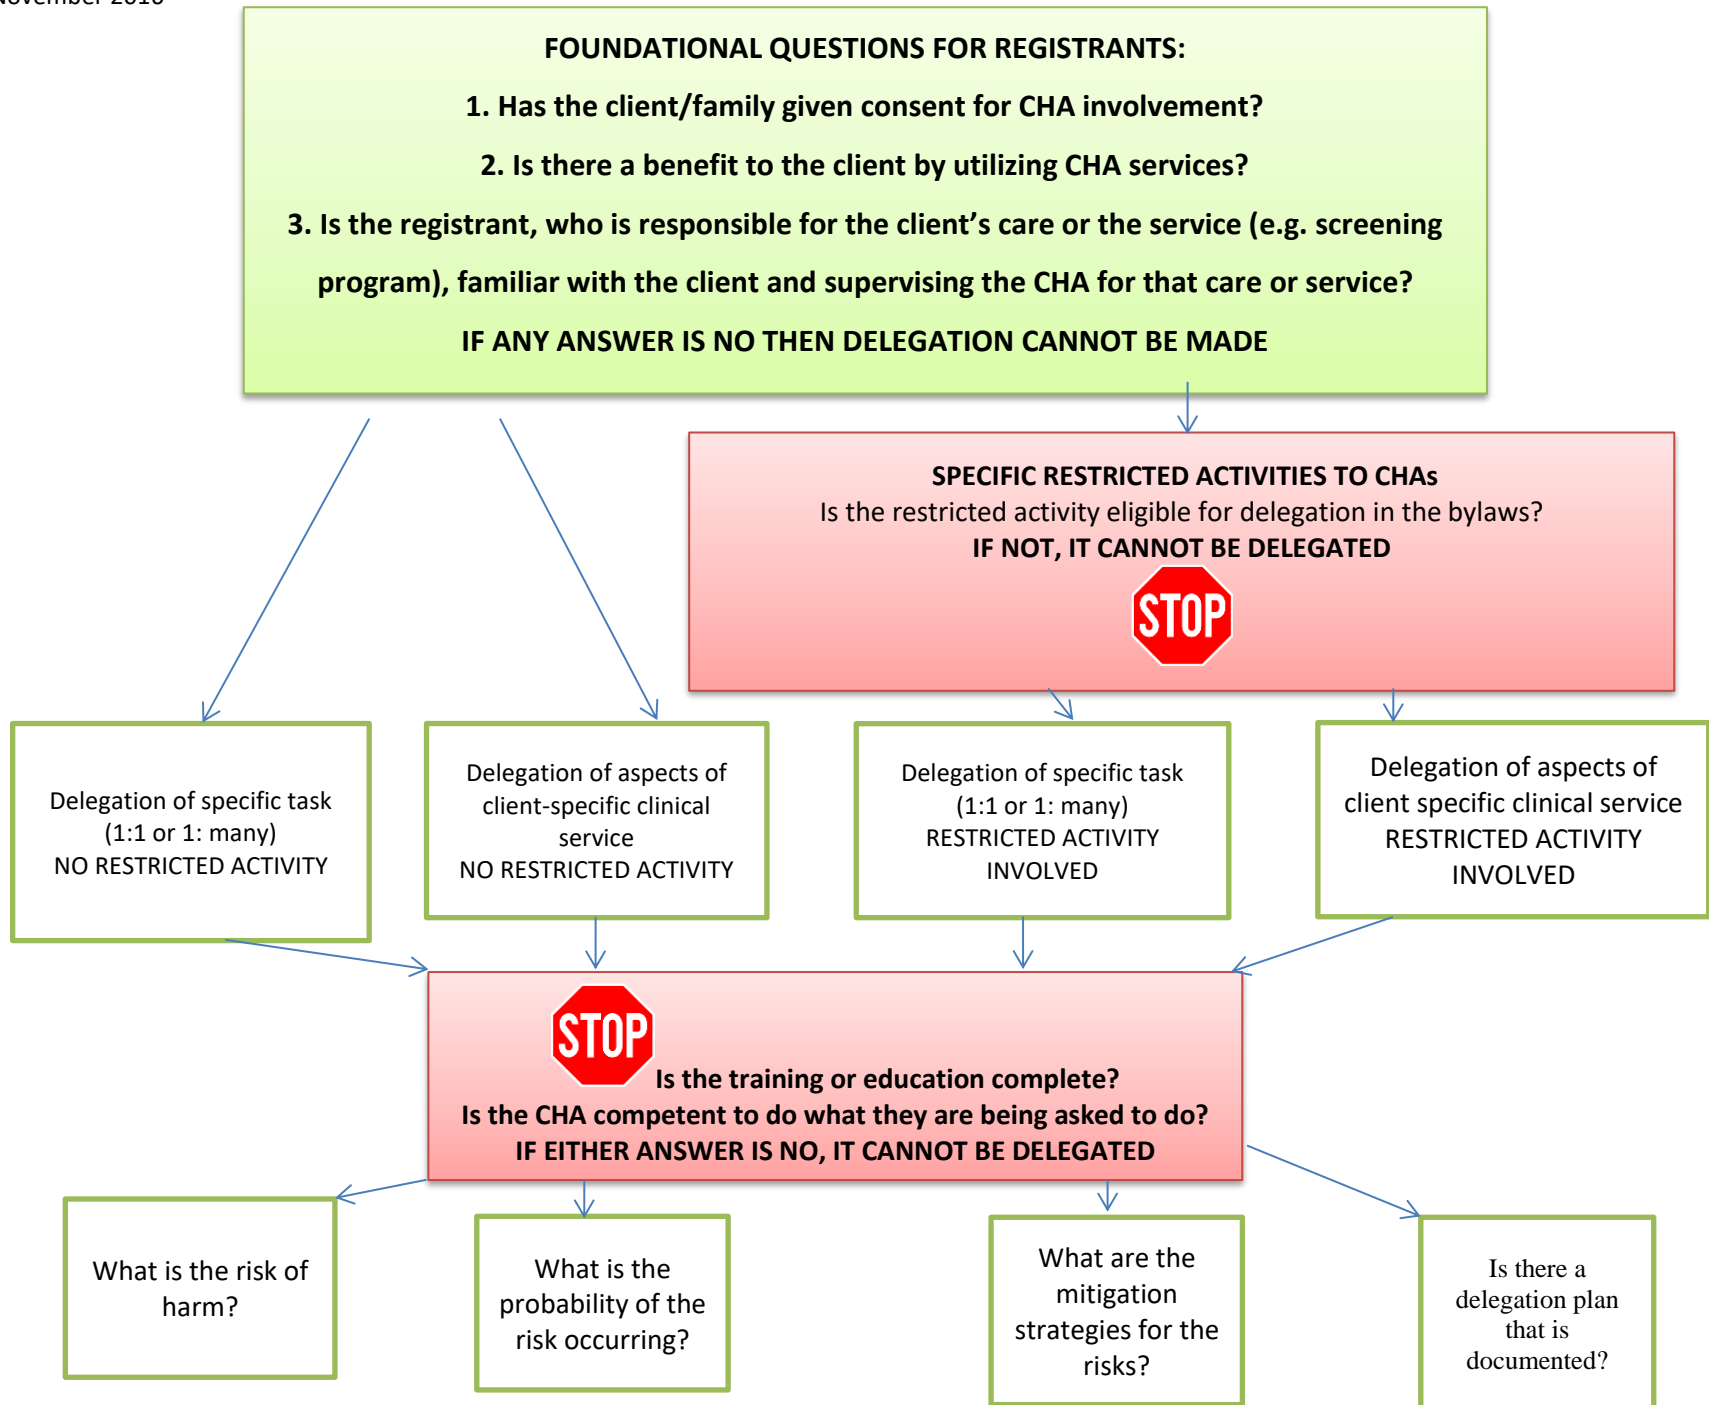 November 2016
FOUNDATIONAL QUESTIONS FOR REGISTRANTS:
1. Has the client/family given consent for CHA involvement?
2. Is there a benefit to the client by utilizing CHA services?
3. Is the registrant, who is responsible for the client’s care or the service (e.g. screening
program), familiar with the client and supervising the CHA for that care or service?
IF ANY ANSWER IS NO THEN DELEGATION CANNOT BE MADE
SPECIFIC RESTRICTED ACTIVITIES TO CHAs
Is the restricted activity eligible for delegation in the bylaws?
IF NOT, IT CANNOT BE DELEGATED
STOP
Delegation of specific task
(1:1 or 1: many)
NO RESTRICTED ACTIVITY
Delegation of aspects of
client-specific clinical
service
NO RESTRICTED ACTIVITY
Delegation of specific task
(1:1 or 1: many)
RESTRICTED ACTIVITY
INVOLVED
Delegation of aspects of
client specific clinical service
RESTRICTED ACTIVITY
INVOLVED
STOP
Is the training or education complete?
Is the CHA competent to do what they are being asked to do?
IF EITHER ANSWER IS NO, IT CANNOT BE DELEGATED
What is the risk of
harm?
What is the
probability of the
risk occurring?
What are the
mitigation
strategies for the
risks?
Is there a
delegation plan
that is
documented?